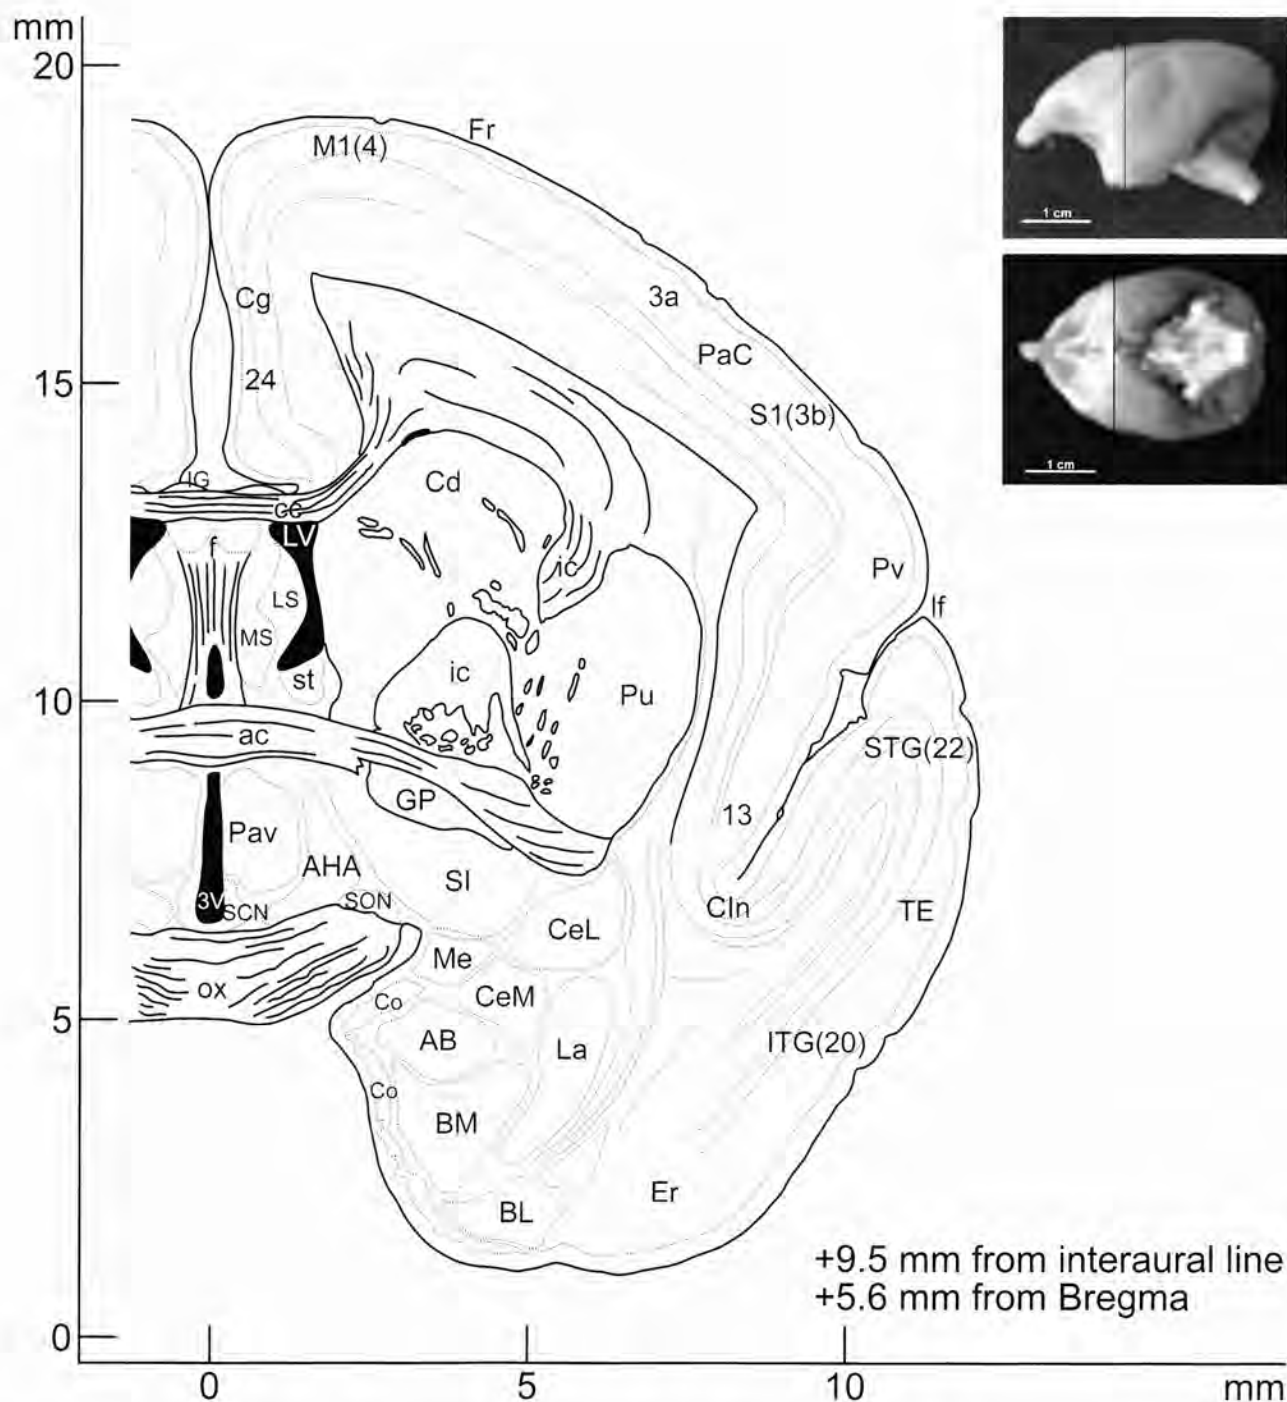 mm
20
15
10
5
0
0
5
10
mm
M1(4)
Fr
Cg
3a
PaC
24
S1(3b)
IG
CC
Cd
LV
f
ic
Pv
LS
lf
MS
st
ic
Pu
ac
STG(22)
GP
13
Pav
AHA
SI
3V
SCN
SON
CeL
Cln
TE
Me
ox
Co
CeM
AB
La
ITG(20)
Co
BM
BL
Er
1 cm
1 cm
+9.5 mm from interaural line
+5.6 mm from Bregma